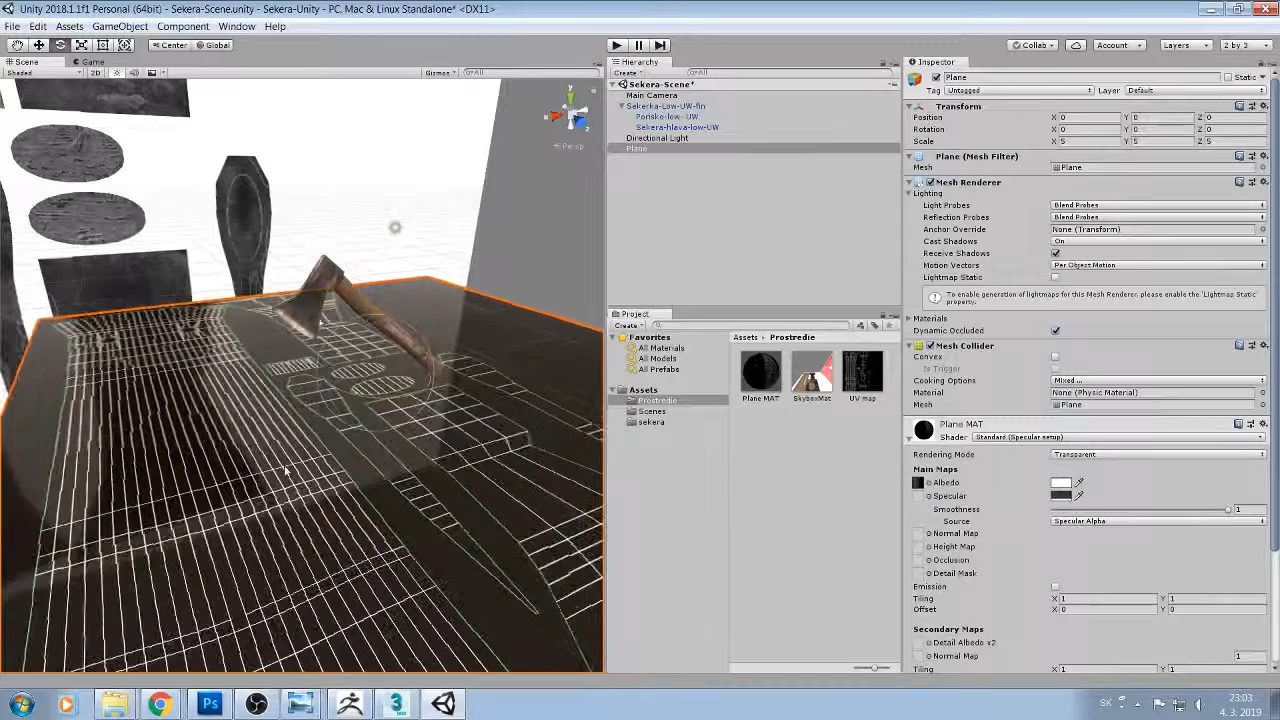 Unity 2018.1.1f1 Personal (64bit) - Sekera-Scene.unity - Sekera-Unity - PC, Mac & Linux Standalone* <DX11>
File Edit Assets GameObject Component Window Help
Center Global
Collab Account Layers 2 by 3
Scene Game
Shaded 2D Gizmos All
Persp
Hierarchy
Create All
Sekera-Scene*
Main Camera
Sekerka-Low-UW-fin
Porisko-low-UW
Sekera-hlava-low-UW
Directional Light
Plane
Project
Create
Favorites
All Materials
All Models
All Prefabs
Assets
Prostredie
Scenes
sekera
Assets Prostredie
Plane MAT SkyboxMat UV map
Inspector
Plane Static
Tag Untagged Layer Default
Transform
Position X 0 Y 0 Z 0
Rotation X 0 Y 0 Z 0
Scale X 5 Y 5 Z 5
Plane (Mesh Filter)
Mesh Plane
Mesh Renderer
Lighting
Light Probes Blend Probes
Reflection Probes Blend Probes
Anchor Override None (Transform)
Cast Shadows On
Receive Shadows
Motion Vectors Per Object Motion
Lightmap Static
To enable generation of lightmaps for this Mesh Renderer, please enable the 'Lightmap Static'
property.
Materials
Dynamic Occluded
Mesh Collider
Convex
Is Trigger
Cooking Options Mixed ...
Material None (Physic Material)
Mesh Plane
Plane MAT
Shader Standard (Specular setup)
Rendering Mode Transparent
Main Maps
Albedo
Specular
Smoothness 1
Source Specular Alpha
Normal Map
Height Map
Occlusion
Detail Mask
Emission
Tiling X 1 Y 1
Offset X 0 Y 0
Secondary Maps
Detail Albedo x2
Normal Map 1
Tiling X 1 Y 1
Ps 3
SK
23:03
4. 3. 2019